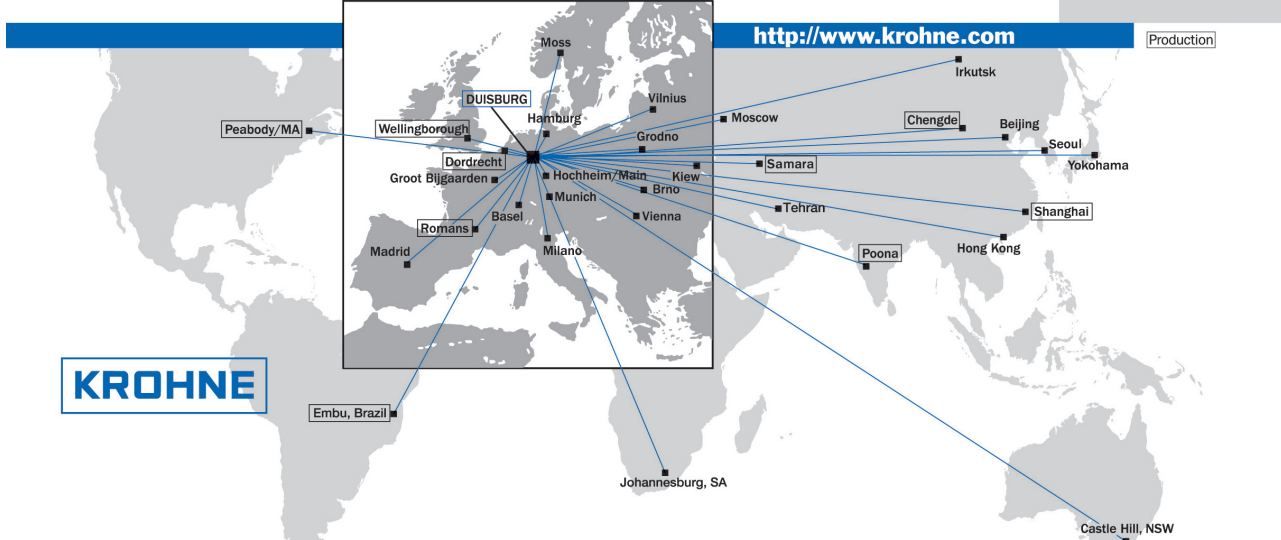 http://www.krohne.com
Production
Moss
Irkutsk
DUISBURG
Vilnius
Hamburg
Moscow
Chengde
Peabody/MA
Wellingborough
Beijing
Grodno
Seoul
Dordrecht
Samara
Yokohama
Groot Bijgaarden
Hochheim/Main
Kiew
Brno
Munich
Tehran
Basel
Vienna
Shanghai
Romans
Madrid
Milano
Hong Kong
Poona
KROHNE
Embu, Brazil
Johannesburg, SA
Castle Hill, NSW